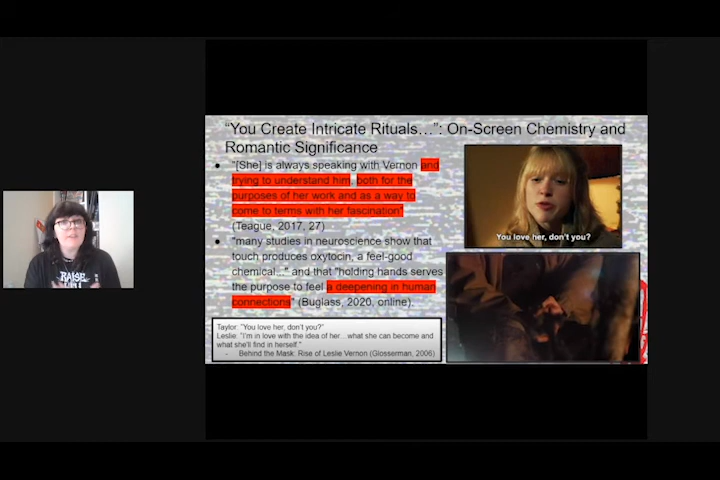 "You Create Intricate Rituals…": On-Screen Chemistry and
Romantic Significance
"[She] is always speaking with Vernon and
trying to understand him, both for the
purposes of her work and as a way to
come to terms with her fascination"
(Teague, 2017, 27)
"many studies in neuroscience show that
touch produces oxytocin, a feel-good
chemical…" and that "holding hands serves
the purpose to feel a deepening in human
connections" (Buglass, 2020, online).
You love her, don't you?
Taylor: "You love her, don't you?"
Leslie: "I'm in love with the idea of her…what she can become and
what she'll find in herself."
- Behind the Mask: Rise of Leslie Vernon (Glosserman, 2006)
RAISE